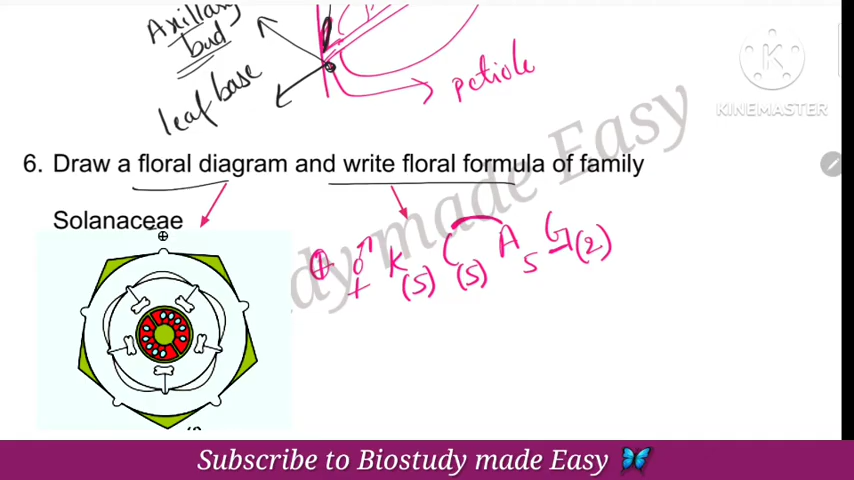 Axillary
bud
leaf base
petiole
KINEMASTER
6. Draw a floral diagram and write floral formula of family
Solanaceae
⊕ ⚥ K(5) C(5) A5 G(2)
Study made Easy
Subscribe to Biostudy made Easy 🦋